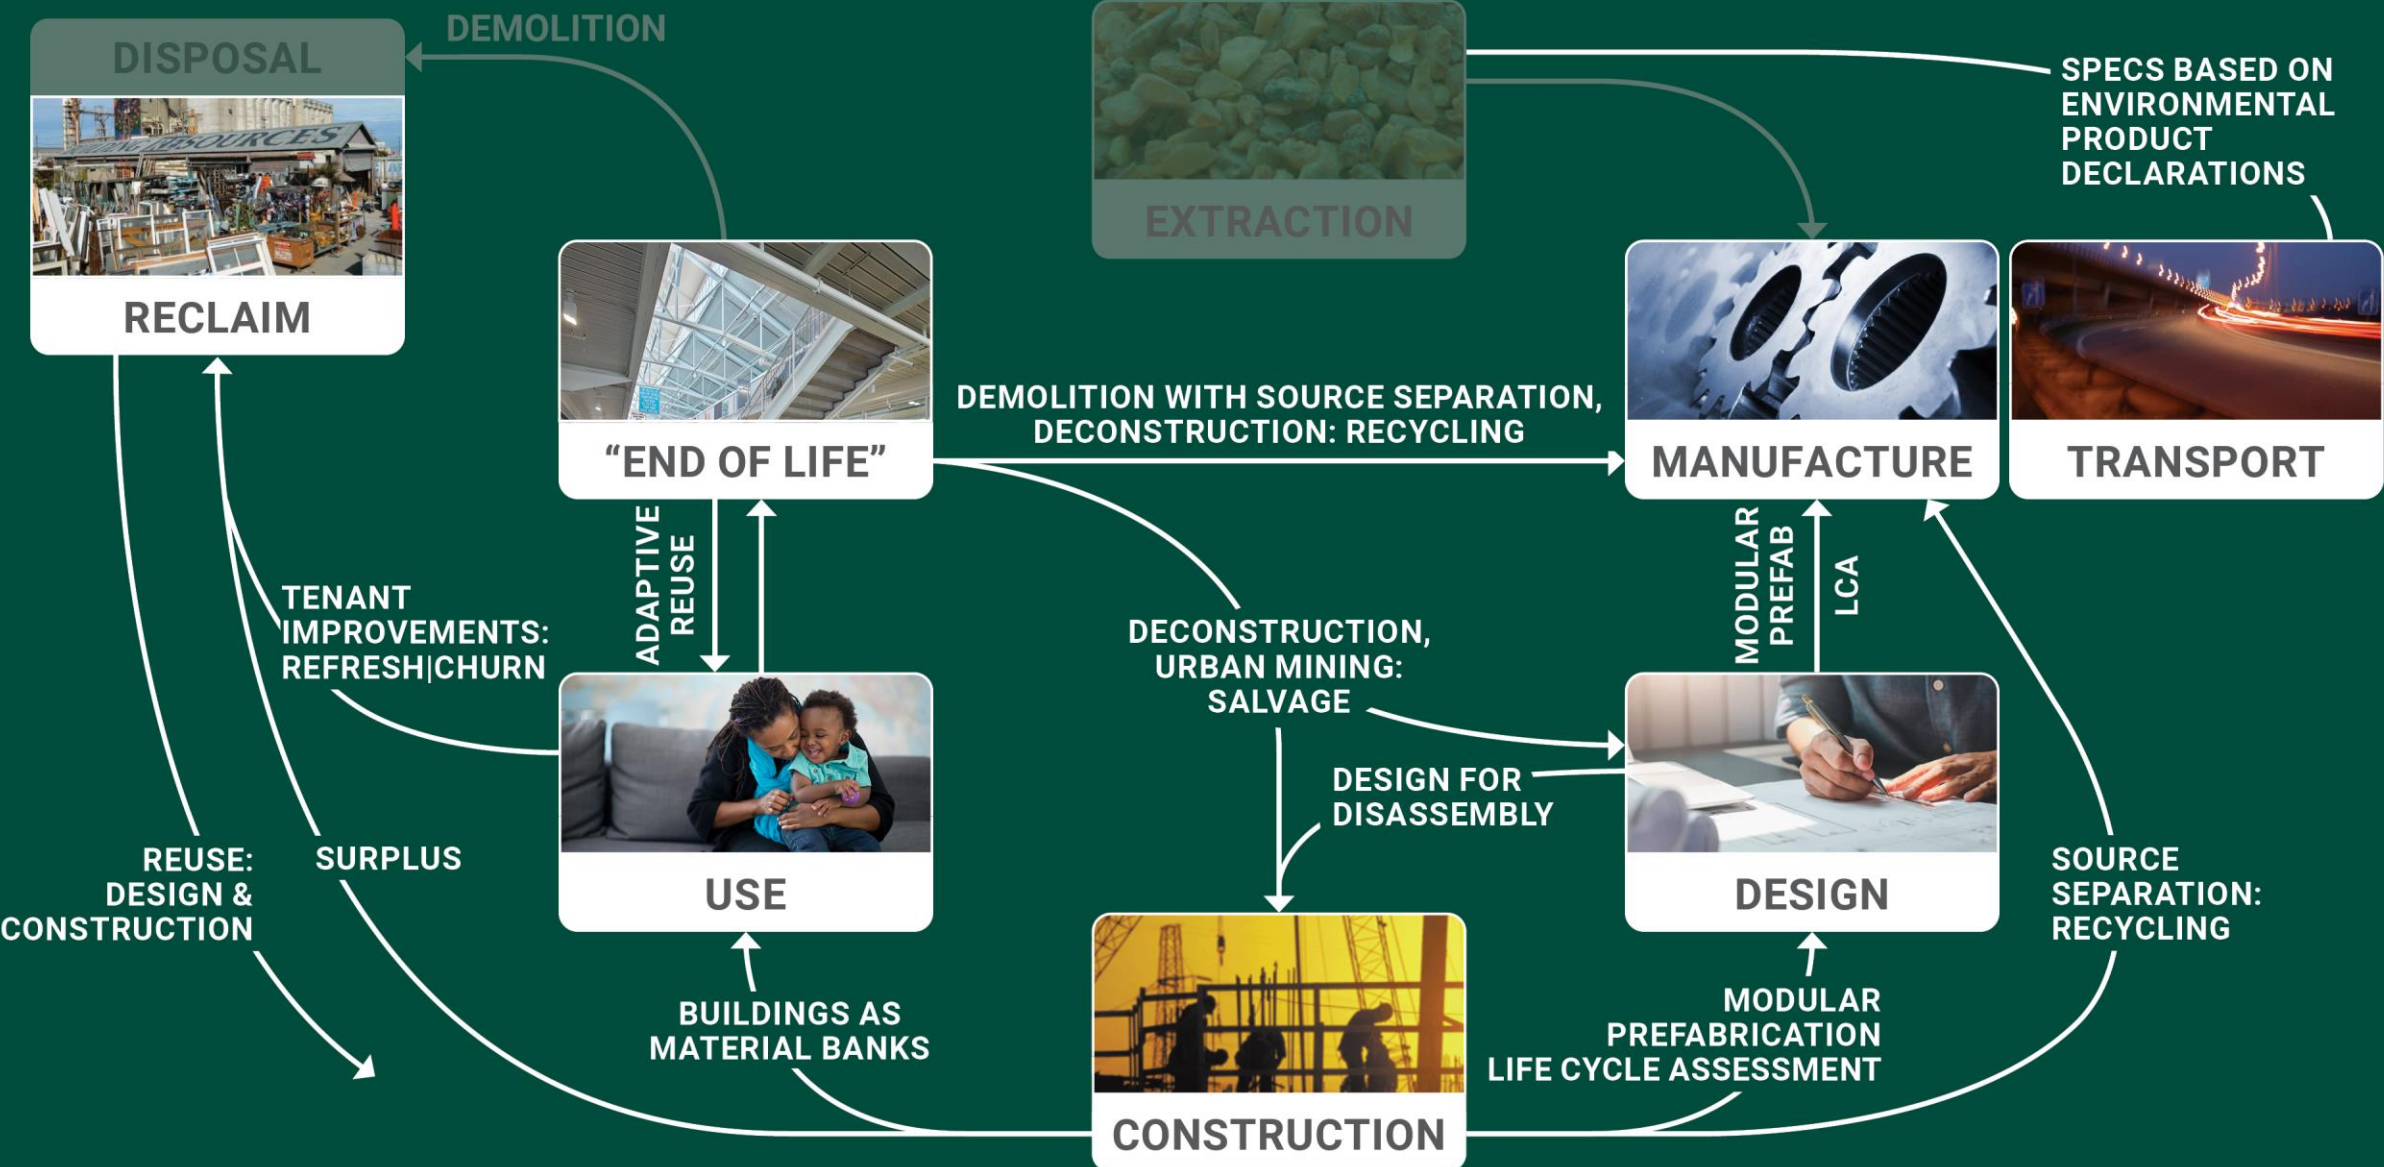 DISPOSAL
DEMOLITION
BUILDING RESOURCES
RECLAIM
EXTRACTION
SPECS BASED ON
ENVIRONMENTAL
PRODUCT
DECLARATIONS
“END OF LIFE”
DEMOLITION WITH SOURCE SEPARATION,
DECONSTRUCTION: RECYCLING
MANUFACTURE
TRANSPORT
ADAPTIVE
REUSE
MODULAR
PREFAB
LCA
TENANT
IMPROVEMENTS:
REFRESH|CHURN
DECONSTRUCTION,
URBAN MINING:
SALVAGE
DESIGN FOR
DISASSEMBLY
REUSE:
DESIGN &
CONSTRUCTION
SURPLUS
USE
DESIGN
SOURCE
SEPARATION:
RECYCLING
BUILDINGS AS
MATERIAL BANKS
MODULAR
PREFABRICATION
LIFE CYCLE ASSESSMENT
CONSTRUCTION